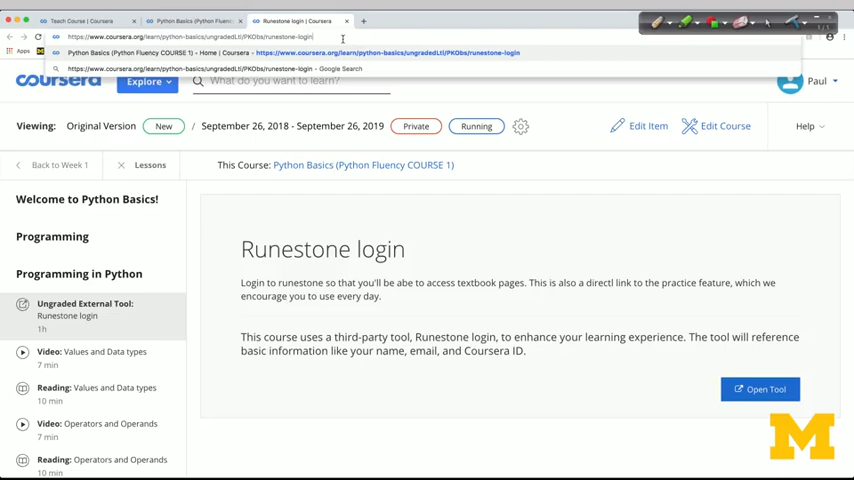 Teach Course | Coursera
Python Basics (Python Fluency
Runestone login | Coursera
https://www.coursera.org/learn/python-basics/ungradedLti/PKObs/runestone-login
Python Basics (Python Fluency COURSE 1) - Home | Coursera - https://www.coursera.org/learn/python-basics/ungradedLti/PKObs/runestone-login
https://www.coursera.org/learn/python-basics/ungradedLti/PKObs/runestone-login - Google Search
Apps
1/1
coursera
Explore
What do you want to learn?
Paul
Viewing: Original Version New / September 26, 2018 - September 26, 2019 Private Running
Edit Item
Edit Course
Help
Back to Week 1
Lessons
This Course: Python Basics (Python Fluency COURSE 1)
Welcome to Python Basics!
Programming
Programming in Python
Ungraded External Tool:
Runestone login
1h
Video: Values and Data types
7 min
Reading: Values and Data types
10 min
Video: Operators and Operands
7 min
Reading: Operators and Operands
10 min
Runestone login
Login to runestone so that you'll be abe to access textbook pages. This is also a directl link to the practice feature, which we
encourage you to use every day.
This course uses a third-party tool, Runestone login, to enhance your learning experience. The tool will reference
basic information like your name, email, and Coursera ID.
Open Tool
M